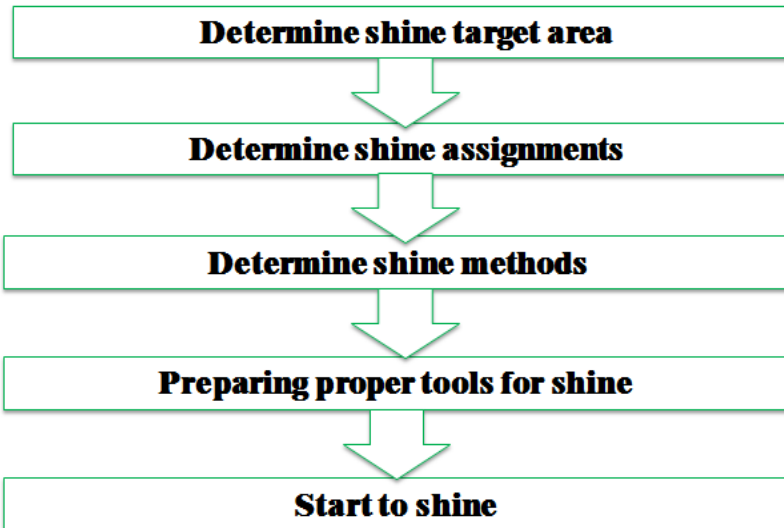 Determine shine target area
Determine shine assignments
Determine shine methods
Preparing proper tools for shine
Start to shine